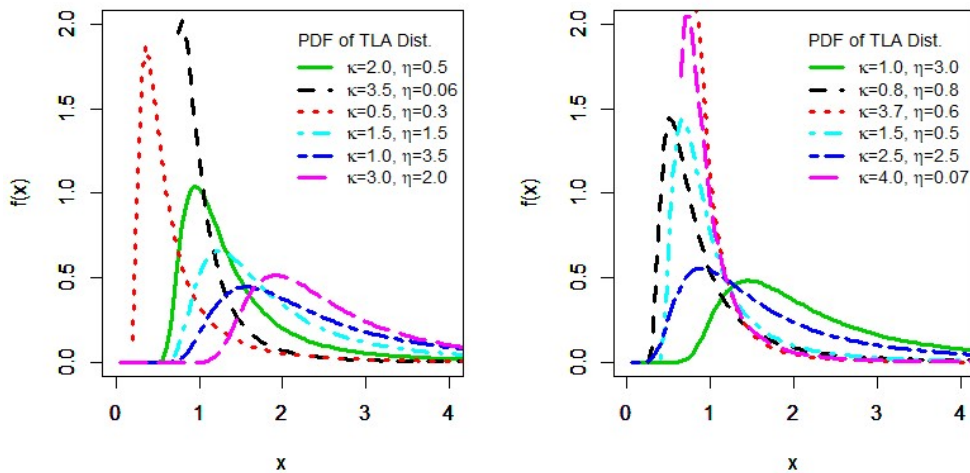 PDF of TLA Dist.
κ=2.0, η=0.5
κ=3.5, η=0.06
κ=0.5, η=0.3
κ=1.5, η=1.5
κ=1.0, η=3.5
κ=3.0, η=2.0
f(x)
2.0
1.5
1.0
0.5
0.0
0 1 2 3 4
x
PDF of TLA Dist.
κ=1.0, η=3.0
κ=0.8, η=0.8
κ=3.7, η=0.6
κ=1.5, η=0.5
κ=2.5, η=2.5
κ=4.0, η=0.07
f(x)
2.0
1.5
1.0
0.5
0.0
0 1 2 3 4
x